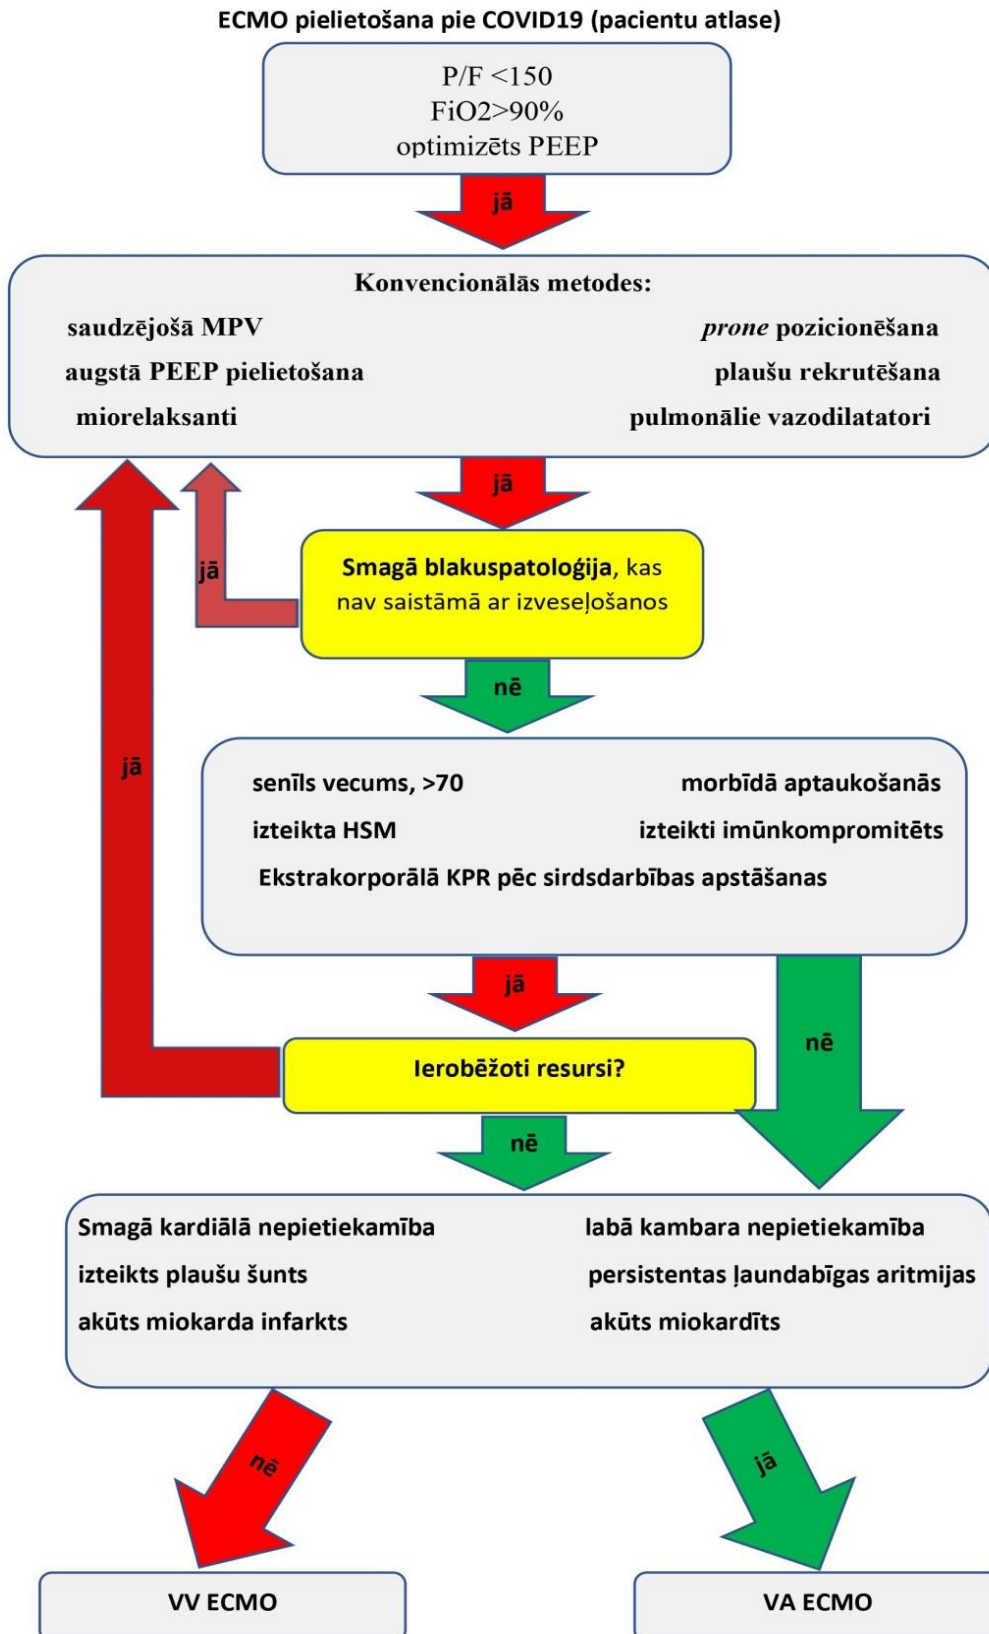 ECMO pielietošana pie COVID19 (pacientu atlase)
P/F <150
FiO2>90%
optimizēts PEEP
jā
Konvencionālās metodes:
saudzējošā MPV
prone pozicionēšana
augstā PEEP pielietošana
plaušu rekrutēšana
miorelaksanti
pulmonālie vazodilatatori
jā
jā
Smagā blakuspatoloģija, kas
nav saistāmā ar izveseļošanos
nē
jā
senīls vecums, >70
morbīdā aptaukošanās
izteikta HSM
izteikti imūnkompromitēts
Ekstrakorporālā KPR pēc sirdsdarbības apstāšanas
jā
nē
Ierobēžoti resursi?
nē
Smagā kardiālā nepietiekamība
labā kambara nepietiekamība
izteikts plaušu šunts
persistentas ļaundabīgas aritmijas
akūts miokarda infarkts
akūts miokardīts
nē
jā
VV ECMO
VA ECMO